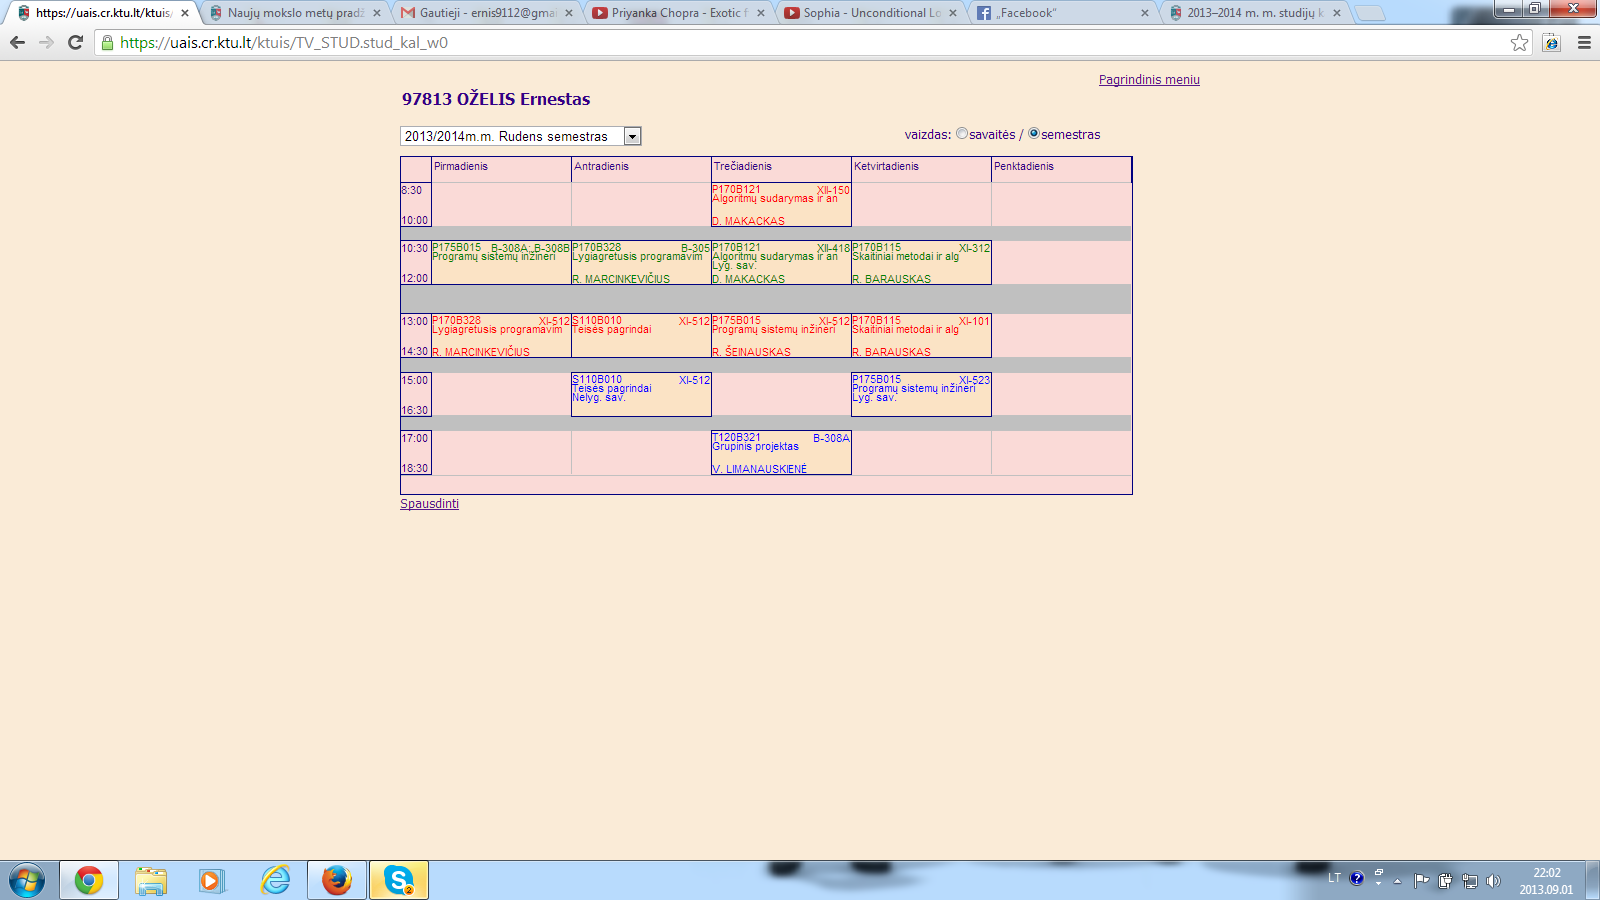 https://uais.cr.ktu.lt/ktuis/
Naujų mokslo metų pradž
Gautieji - ernis9112@gmai
Priyanka Chopra - Exotic f
Sophia - Unconditional Lo
„Facebook“
2013–2014 m. m. studijų k
https://uais.cr.ktu.lt/ktuis/TV_STUD.stud_kal_w0
Pagrindinis meniu
97813 OŽELIS Ernestas
2013/2014m.m. Rudens semestras
vaizdas: savaitės / semestras
Pirmadienis Antradienis Trečiadienis Ketvirtadienis Penktadienis
8:30
10:00
P170B121 XII-150
Algoritmų sudarymas ir an
D. MAKACKAS
10:30
12:00
P175B015 B-308A; B-308B
Programų sistemų inžineri
P170B328 B-305
Lygiagretusis programavim
R. MARCINKEVIČIUS
P170B121 XII-418
Algoritmų sudarymas ir an
Lyg. sav.
D. MAKACKAS
P170B115 XI-312
Skaitiniai metodai ir alg
R. BARAUSKAS
13:00
14:30
P170B328 XI-512
Lygiagretusis programavim
R. MARCINKEVIČIUS
S110B010 XI-512
Teisės pagrindai
P175B015 XI-512
Programų sistemų inžineri
R. ŠEINAUSKAS
P170B115 XI-101
Skaitiniai metodai ir alg
R. BARAUSKAS
15:00
16:30
S110B010 XI-512
Teisės pagrindai
Nelyg. sav.
P175B015 XI-523
Programų sistemų inžineri
Lyg. sav.
17:00
18:30
T120B321 B-308A
Grupinis projektas
V. LIMANAUSKIENĖ
Spausdinti
LT
22:02
2013.09.01